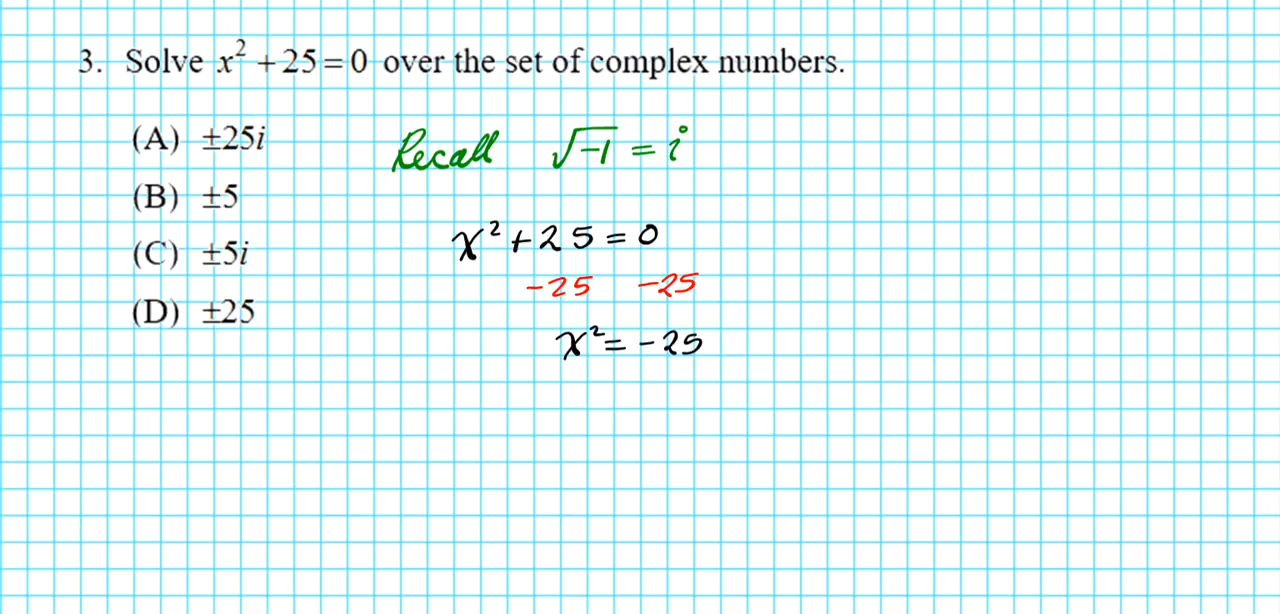 3. Solve x² + 25 = 0 over the set of complex numbers.
(A) ±25i
(B) ±5
(C) ±5i
(D) ±25
Recall √-1 = i
x² + 25 = 0
-25 -25
x² = -25